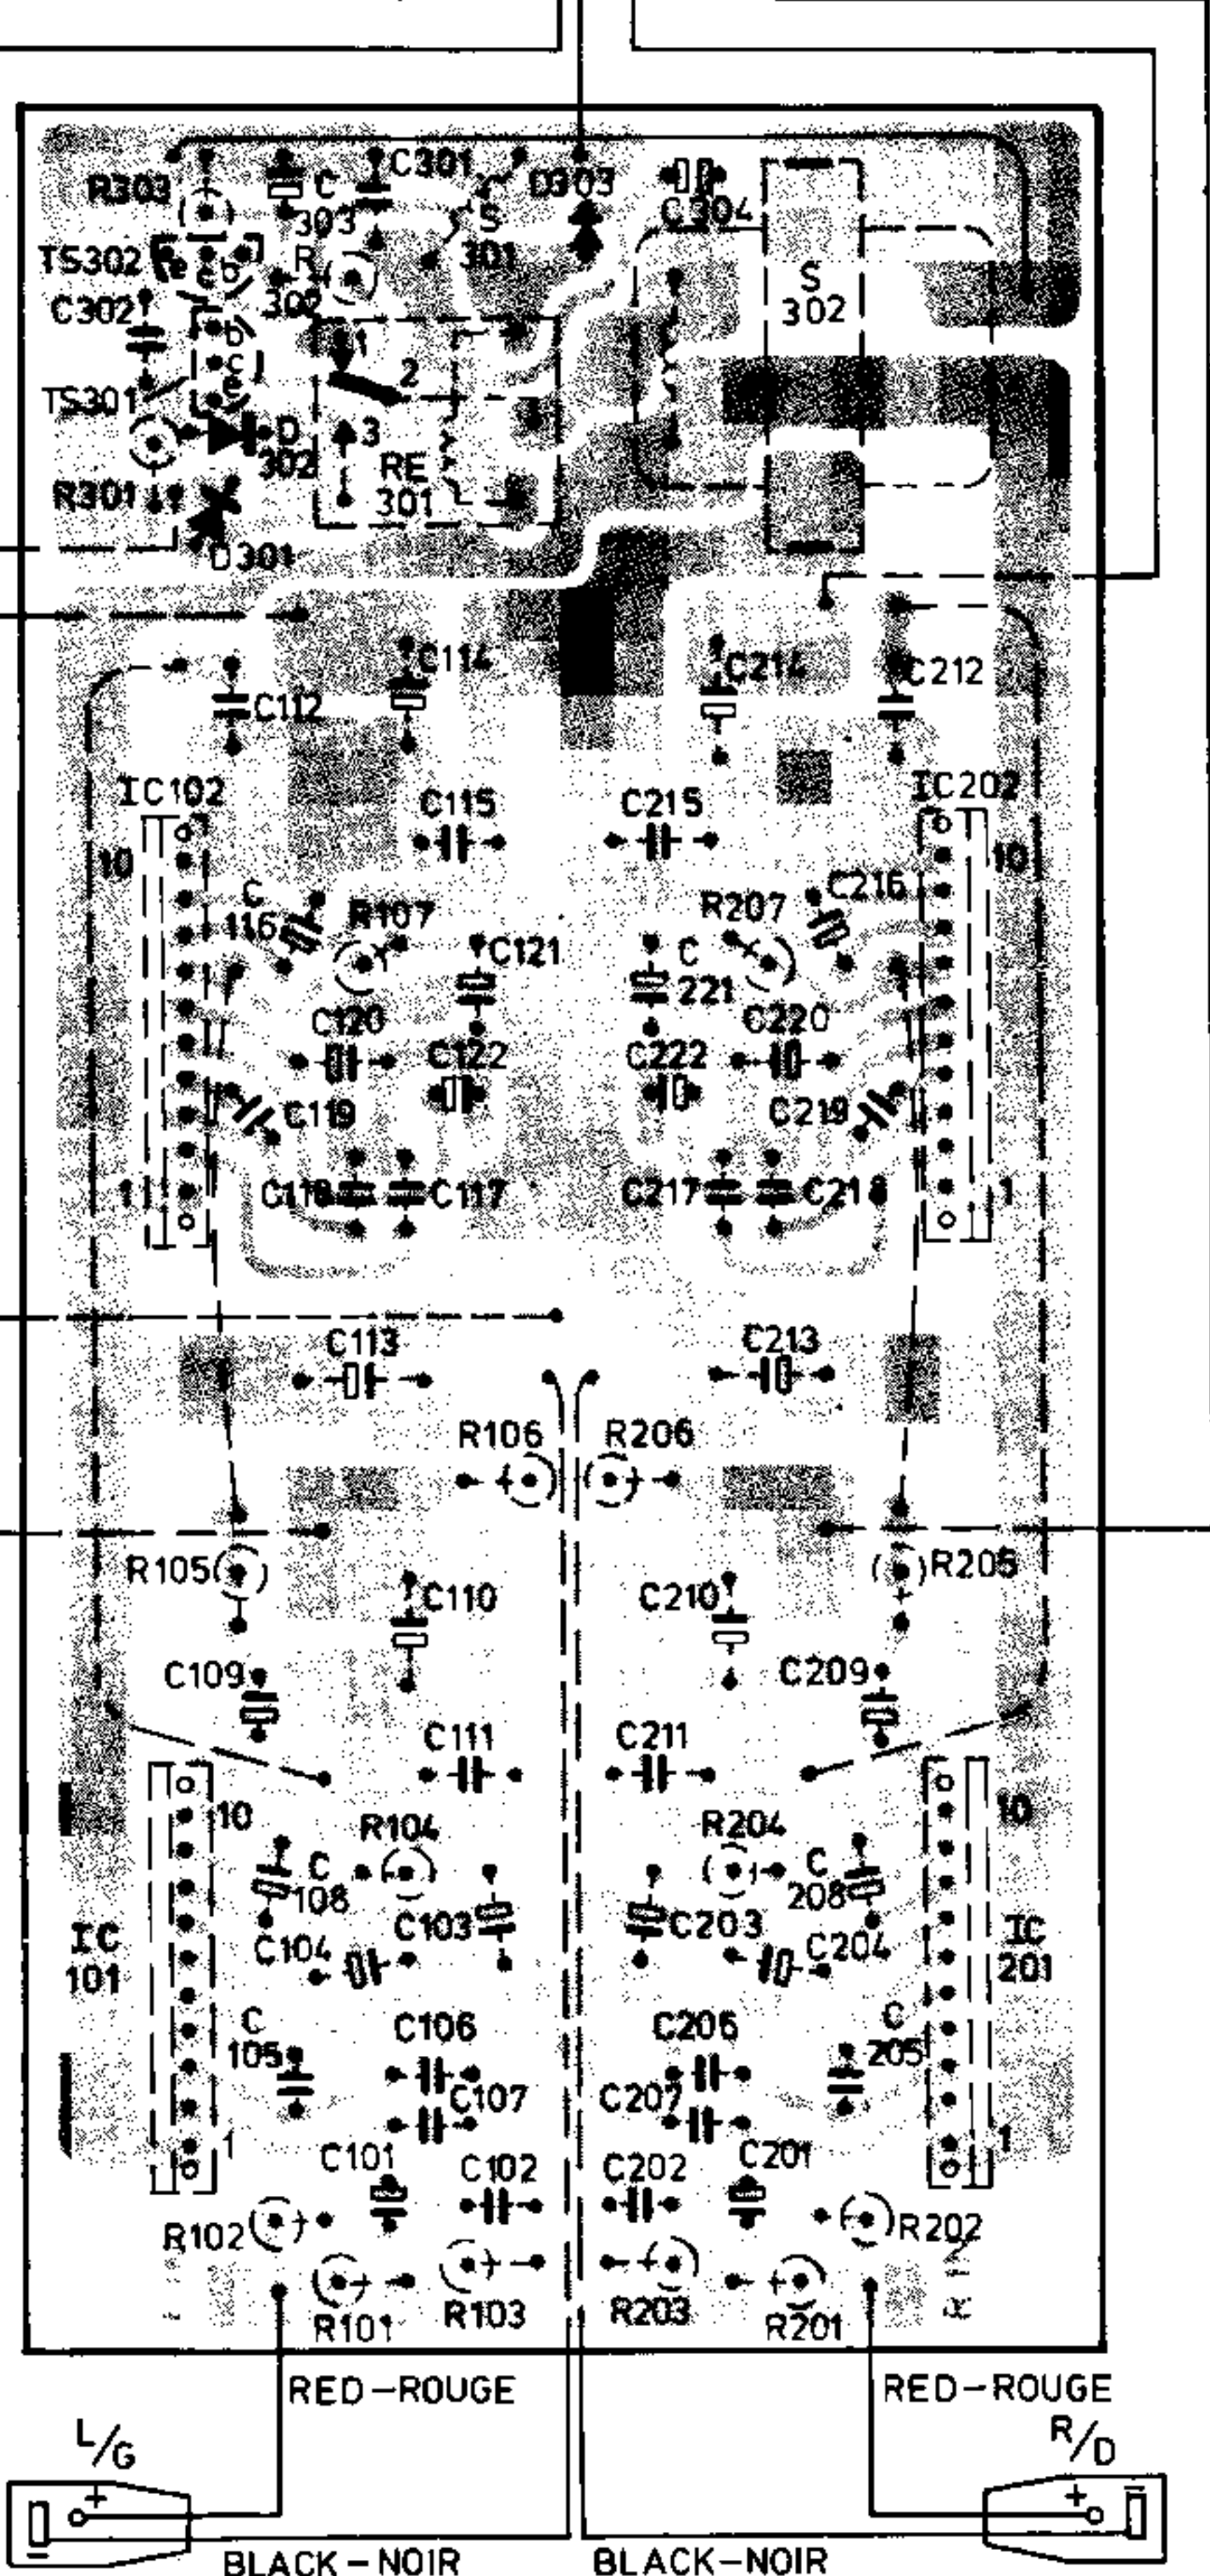 R303
C
303
C301
S
301
D303
C304
TS302
e c b
R
302
C302
b
c
e
1
2
S
302
TS301
D
302
3
RE
301
R301
D301
C114
C214
C212
C112
IC102
C115
C215
IC202
10
10
C
116
R107
R207
C216
C121
C
221
C120
C220
C122
C222
C119
C219
1
C118
C117
C217
C218
1
C113
C213
R106
R206
R105
C110
C210
R205
C109
C209
C111
C211
10
10
R104
R204
C
108
C
208
C103
C203
IC
101
C104
C204
IC
201
C
105
C106
C206
C
205
C107
C207
1
1
C101
C102
C202
C201
R102
R202
R101
R103
R203
R201
RED-ROUGE
RED-ROUGE
L/G
R/D
+
+
BLACK-NOIR
BLACK-NOIR